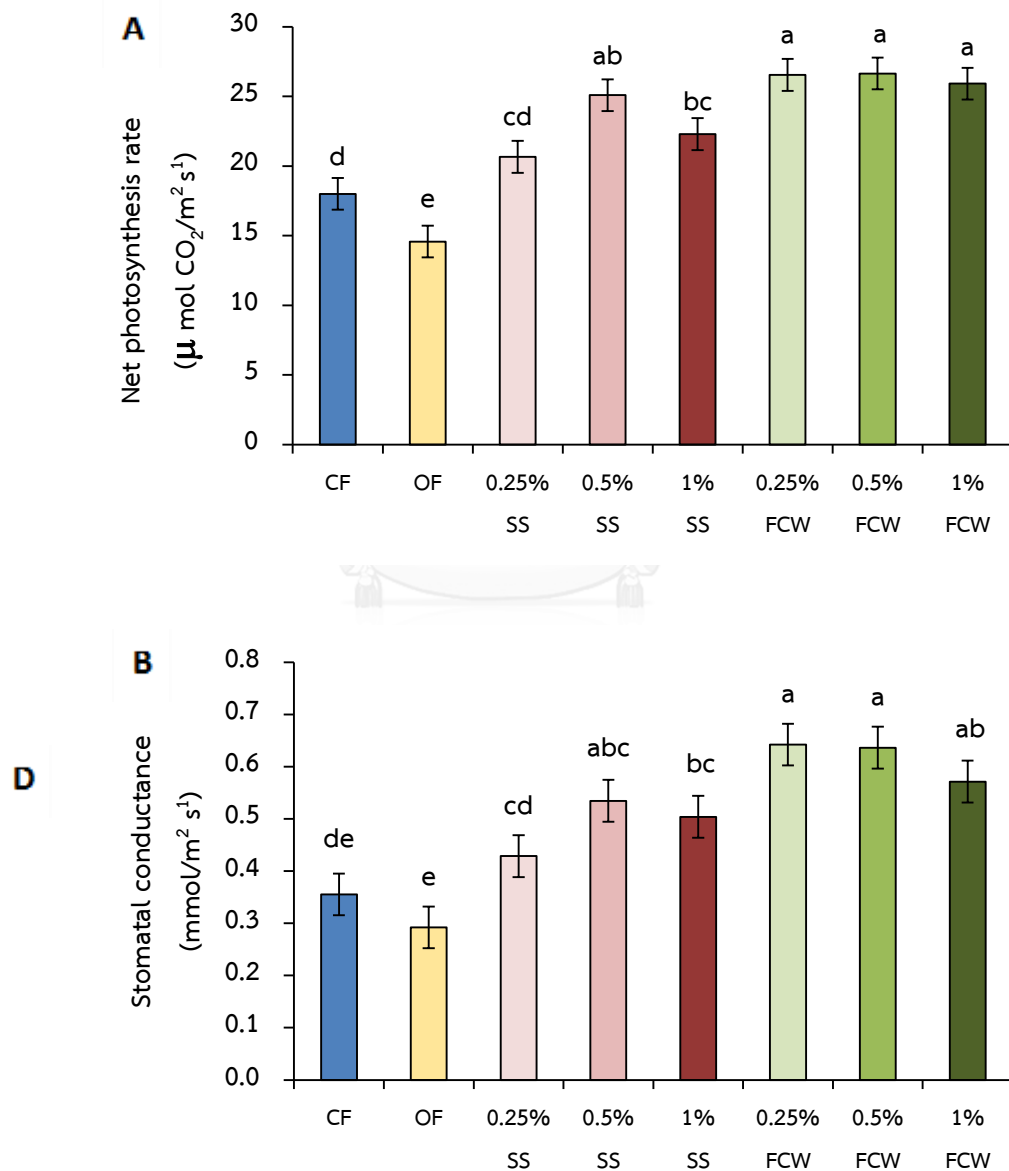 A
Net photosynthesis rate
(μ mol CO₂/m² s¹)
30
25
20
15
10
5
0
d
e
cd
ab
bc
a
a
a
CF OF 0.25% 0.5% 1% 0.25% 0.5% 1%
SS SS SS FCW FCW FCW
B
D
Stomatal conductance
(mmol/m² s¹)
0.8
0.7
0.6
0.5
0.4
0.3
0.2
0.1
0.0
de
e
cd
abc
bc
a
a
ab
CF OF 0.25% 0.5% 1% 0.25% 0.5% 1%
SS SS SS FCW FCW FCW